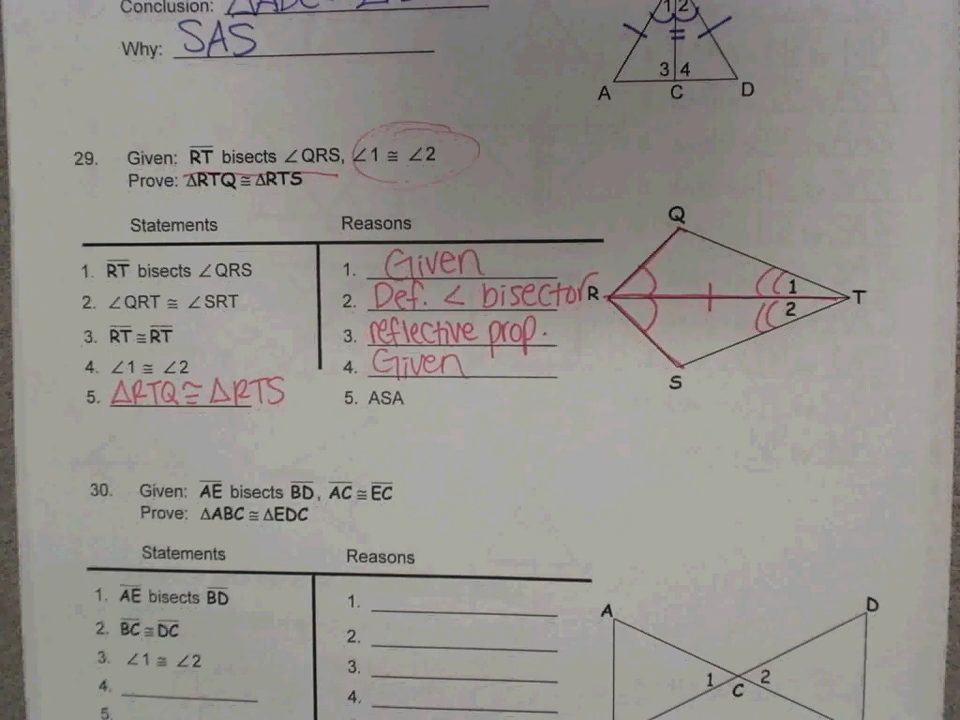 Conclusion:
Why: SAS
1 2
3 4
A C D
29. Given: RT bisects ∠QRS, ∠1 ≅ ∠2
Prove: ΔRTQ ≅ ΔRTS
Statements Reasons
1. RT bisects ∠QRS 1. Given
2. ∠QRT ≅ ∠SRT 2. Def. < bisector
3. RT ≅ RT 3. reflective prop.
4. ∠1 ≅ ∠2 4. Given
5. ΔRTQ ≅ ΔRTS 5. ASA
Q
R 1 T
2
S
30. Given: AE bisects BD, AC ≅ EC
Prove: ΔABC ≅ ΔEDC
Statements Reasons
1. AE bisects BD 1.
2. BC ≅ DC 2.
3. ∠1 ≅ ∠2 3.
4. 4.
5.
A D
1 C 2